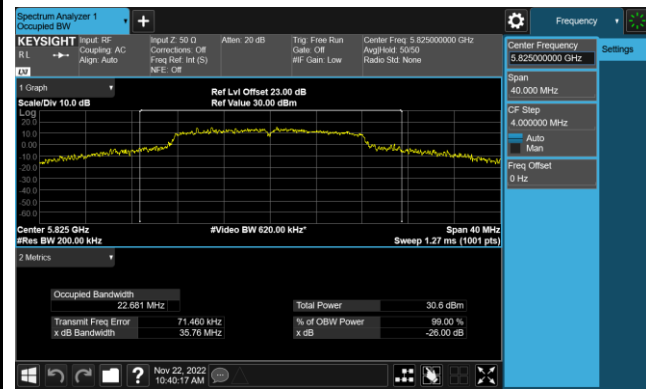 Spectrum Analyzer 1
Occupied BW
Frequency
KEYSIGHT
Input: RF
Coupling: AC
Align: Auto
Input Z: 50 Ω
Corrections: Off
Freq Ref: Int (S)
NFE: Off
Atten: 20 dB
Trig: Free Run
Gate: Off
#IF Gain: Low
Center Freq: 5.825000000 GHz
Avg|Hold: 50/50
Radio Std: None
RL
LXI
Center Frequency
5.825000000 GHz
Settings
Span
40.000 MHz
CF Step
4.000000 MHz
Auto
Man
Freq Offset
0 Hz
1 Graph
Scale/Div 10.0 dB
Ref Lvl Offset 23.00 dB
Ref Value 30.00 dBm
Log
20.0
10.0
0.00
-10.0
-20.0
-30.0
-40.0
-50.0
-60.0
Center 5.825 GHz
#Res BW 200.00 kHz
#Video BW 620.00 kHz*
Span 40 MHz
Sweep 1.27 ms (1001 pts)
2 Metrics
Occupied Bandwidth
22.681 MHz
Total Power 30.6 dBm
Transmit Freq Error 71.460 kHz
% of OBW Power 99.00 %
x dB Bandwidth 35.76 MHz
x dB -26.00 dB
Nov 22, 2022
10:40:17 AM